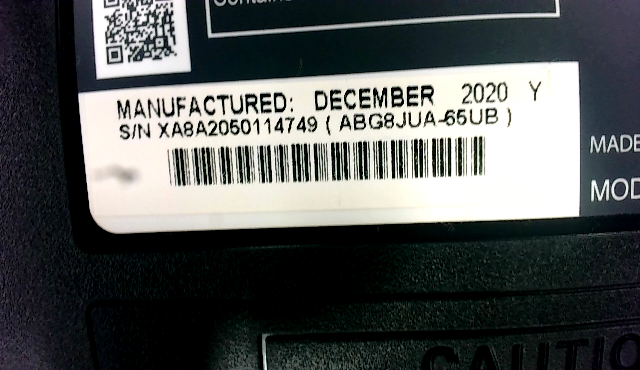 MANUFACTURED: DECEMBER 2020 Y
S/N XA8A2050114749 ( ABG8JUA-65UB )
MADE
MOD
CAUTIO